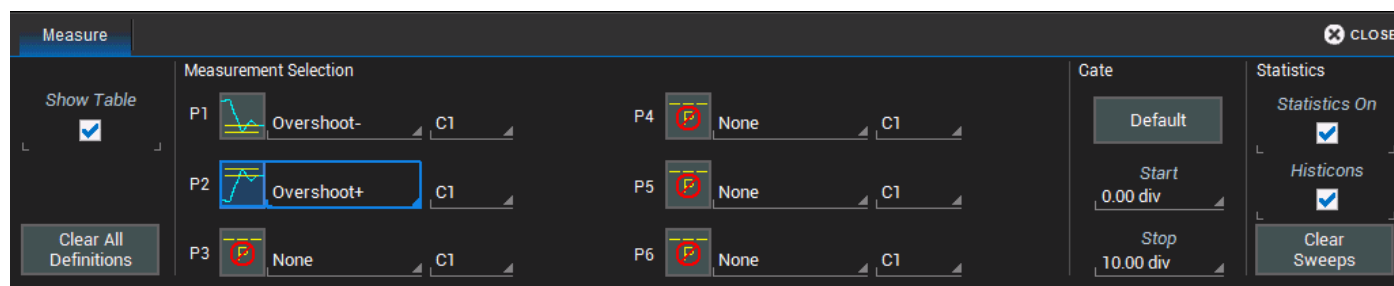 Measure
CLOSE
Show Table
Clear All
Definitions
Measurement Selection
P1 Overshoot- C1
P2 Overshoot+ C1
P3 None C1
P4 None C1
P5 None C1
P6 None C1
Gate
Default
Start
0.00 div
Stop
10.00 div
Statistics
Statistics On
Histicons
Clear
Sweeps